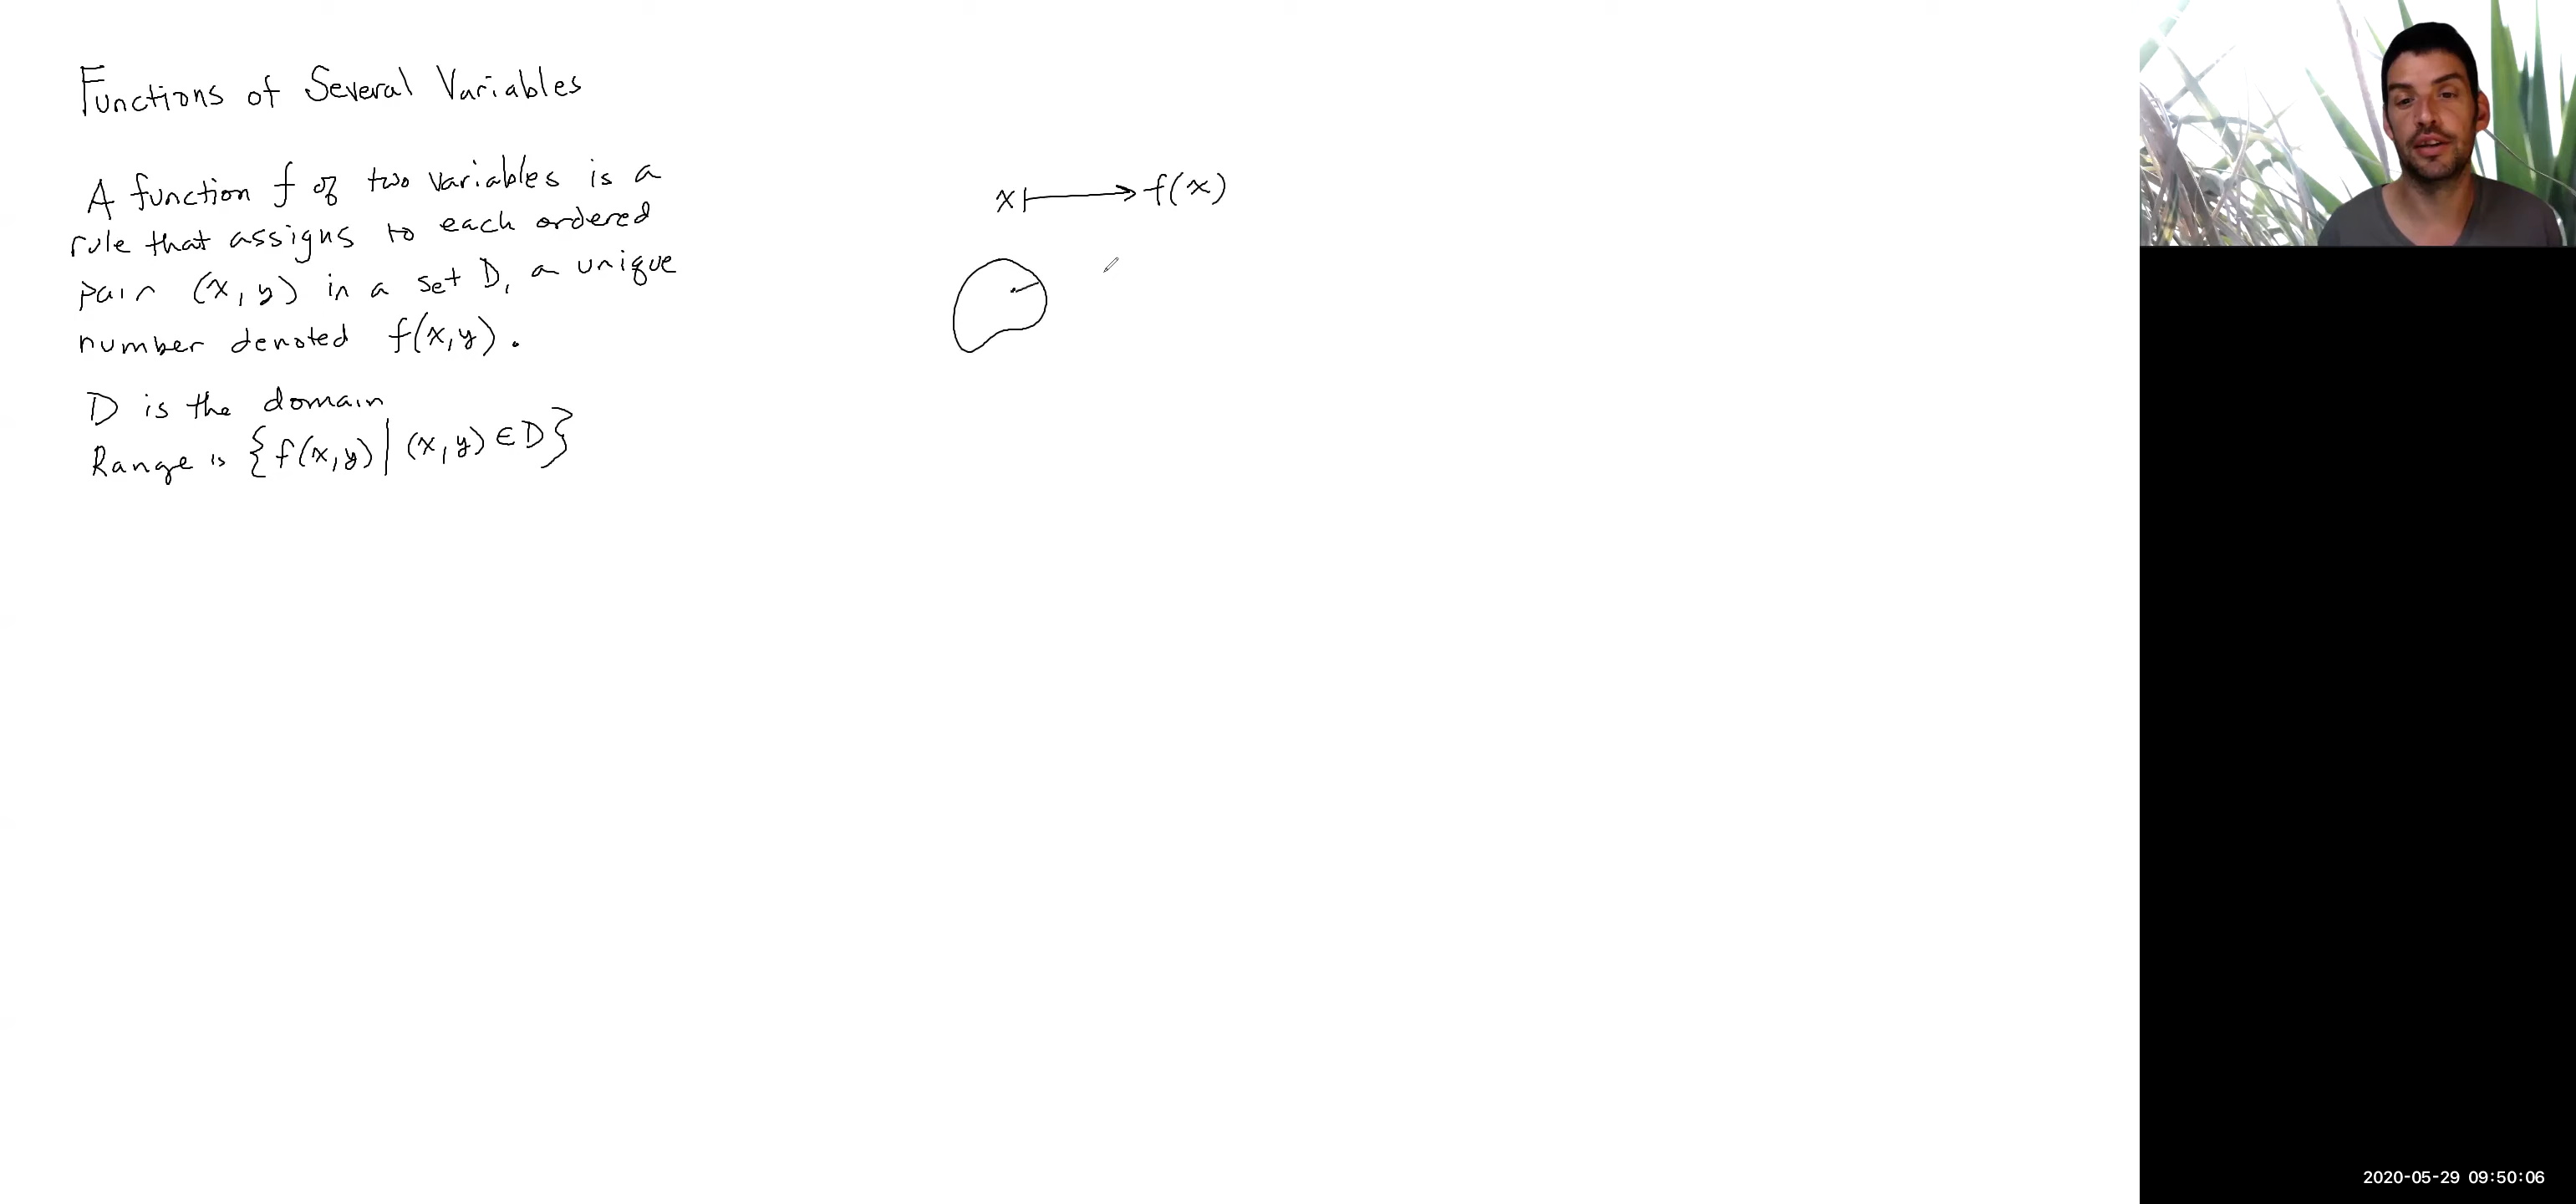 Functions of Several Variables
A function f of two variables is a
rule that assigns to each ordered
pair (x, y) in a set D, a unique
number denoted f(x,y).
D is the domain
Range is {f(x,y) | (x, y) ∈ D}
x ↦ f(x)
2020-05-29 09:50:06